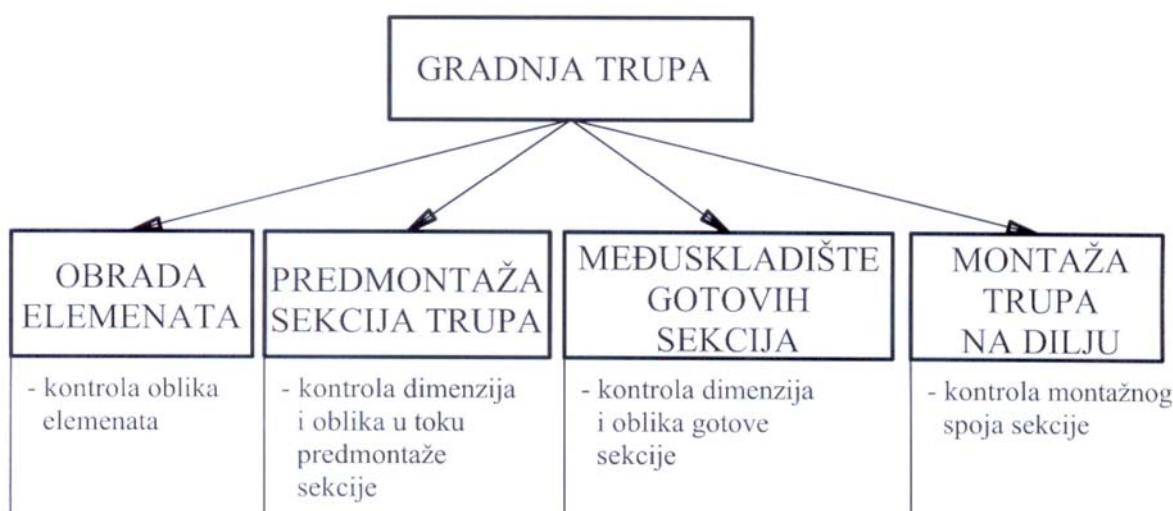 GRADNJA TRUPA
OBRADA
ELEMENATA
- kontrola oblika
elemenata
PREDMONTAŽA
SEKCIJA TRUPA
- kontrola dimenzija
i oblika u toku
predmontaže
sekcije
MEĐUSKLADIŠTE
GOTOVIH
SEKCIJA
- kontrola dimenzija
i oblika gotove
sekcije
MONTAŽA
TRUPA
NA DILJU
- kontrola montažnog
spoja sekcije